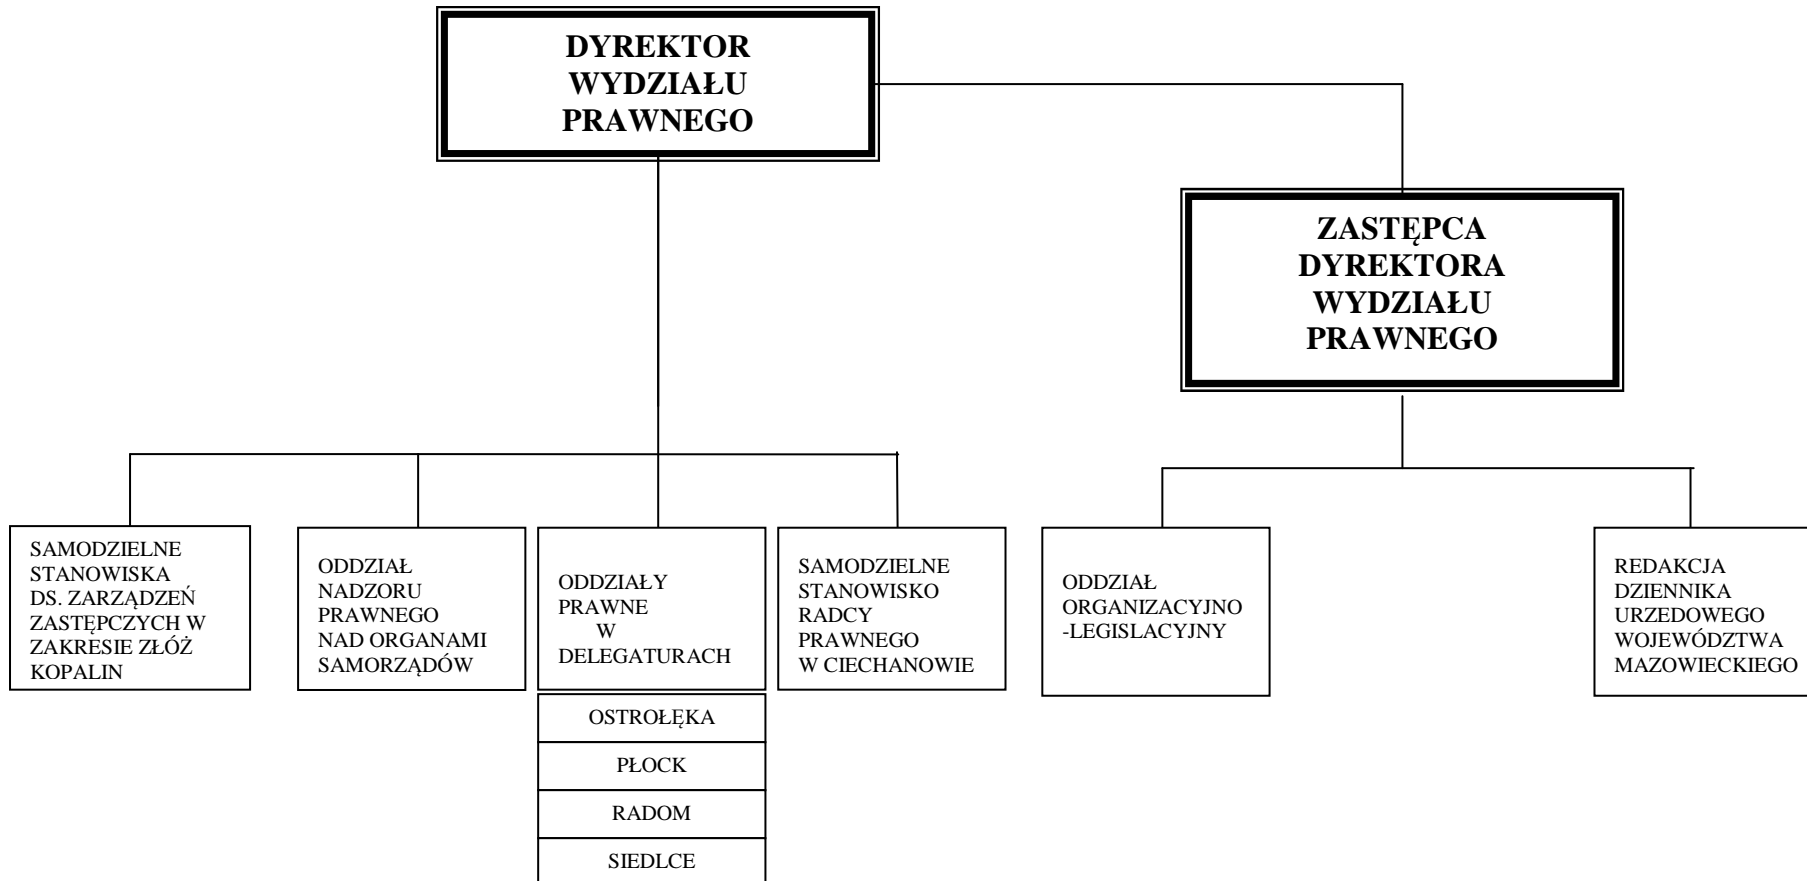 DYREKTOR
WYDZIAŁU
PRAWNEGO
ZASTĘPCA
DYREKTORA
WYDZIAŁU
PRAWNEGO
SAMODZIELNE
STANOWISKA
DS. ZARZĄDZEŃ
ZASTĘPCZYCH W
ZAKRESIE ZŁÓŻ
KOPALIN
ODDZIAŁ
NADZORU
PRAWNEGO
NAD ORGANAMI
SAMORZĄDÓW
ODDZIAŁY
PRAWNE
W
DELEGATURACH
OSTROŁĘKA
PŁOCK
RADOM
SIEDLCE
SAMODZIELNE
STANOWISKO
RADCY
PRAWNEGO
W CIECHANOWIE
ODDZIAŁ
ORGANIZACYJNO
-LEGISLACYJNY
REDAKCJA
DZIENNIKA
URZEDOWEGO
WOJEWÓDZTWA
MAZOWIECKIEGO